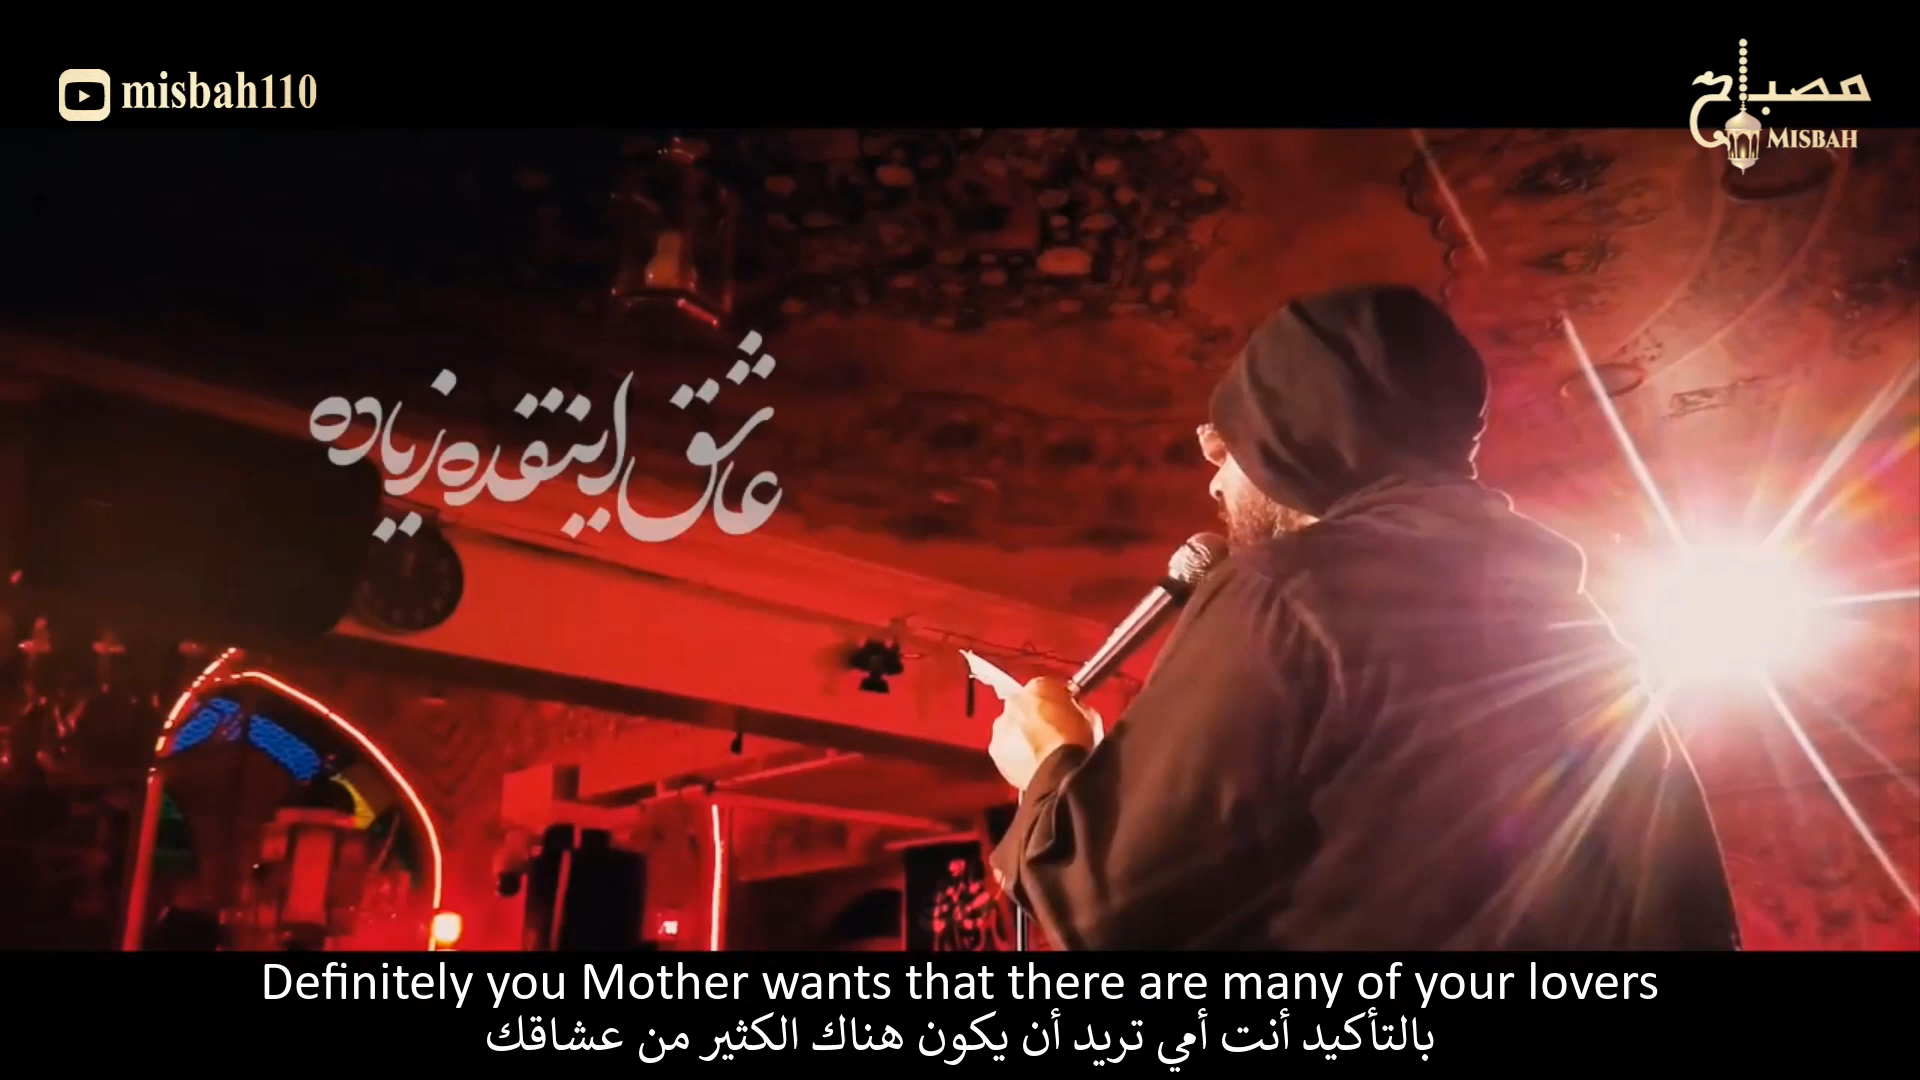 misbah110
مصباح
MISBAH
عاشق اینقده زیاده
Definitely you Mother wants that there are many of your lovers
بالتأكيد أنت أمي تريد أن يكون هناك الكثير من عشاقك